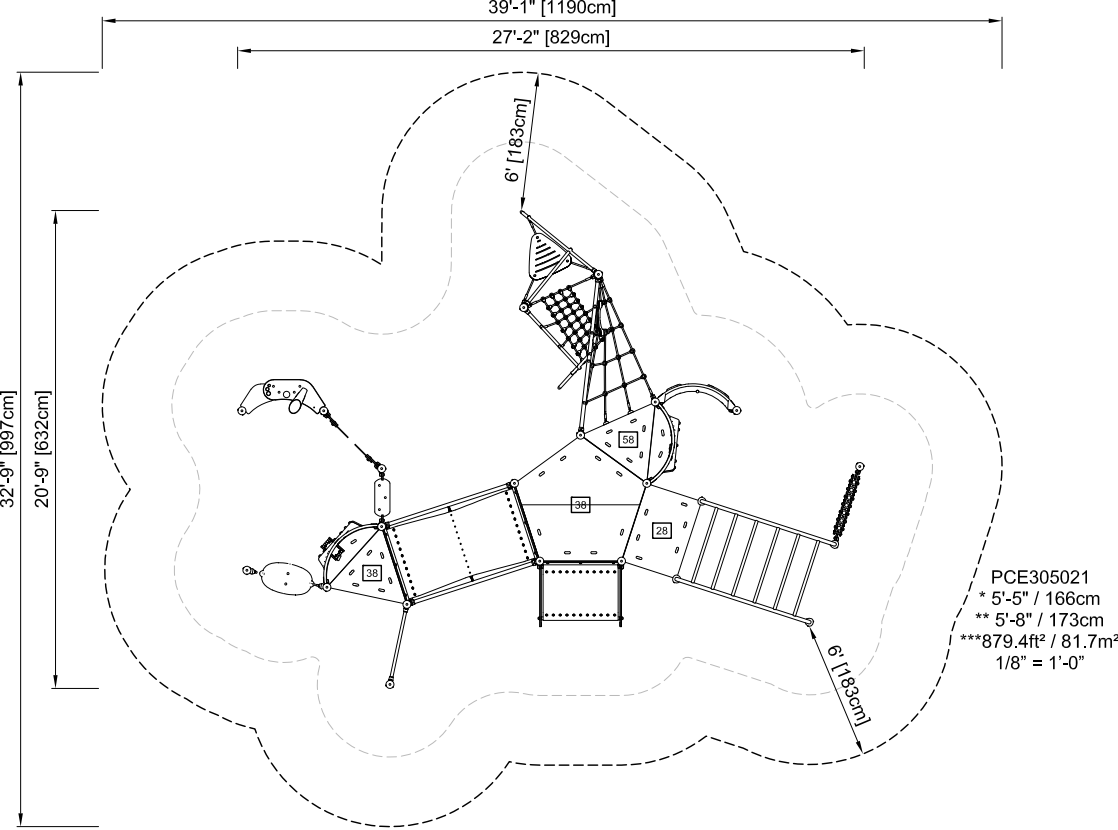 39'-1" [1190cm]
27'-2" [829cm]
6' [183cm]
32'-9" [997cm]
20'-9" [632cm]
58
38
28
38
PCE305021
* 5'-5" / 166cm
** 5'-8" / 173cm
***879.4ft² / 81.7m²
1/8” = 1’-0”
6' [183cm]